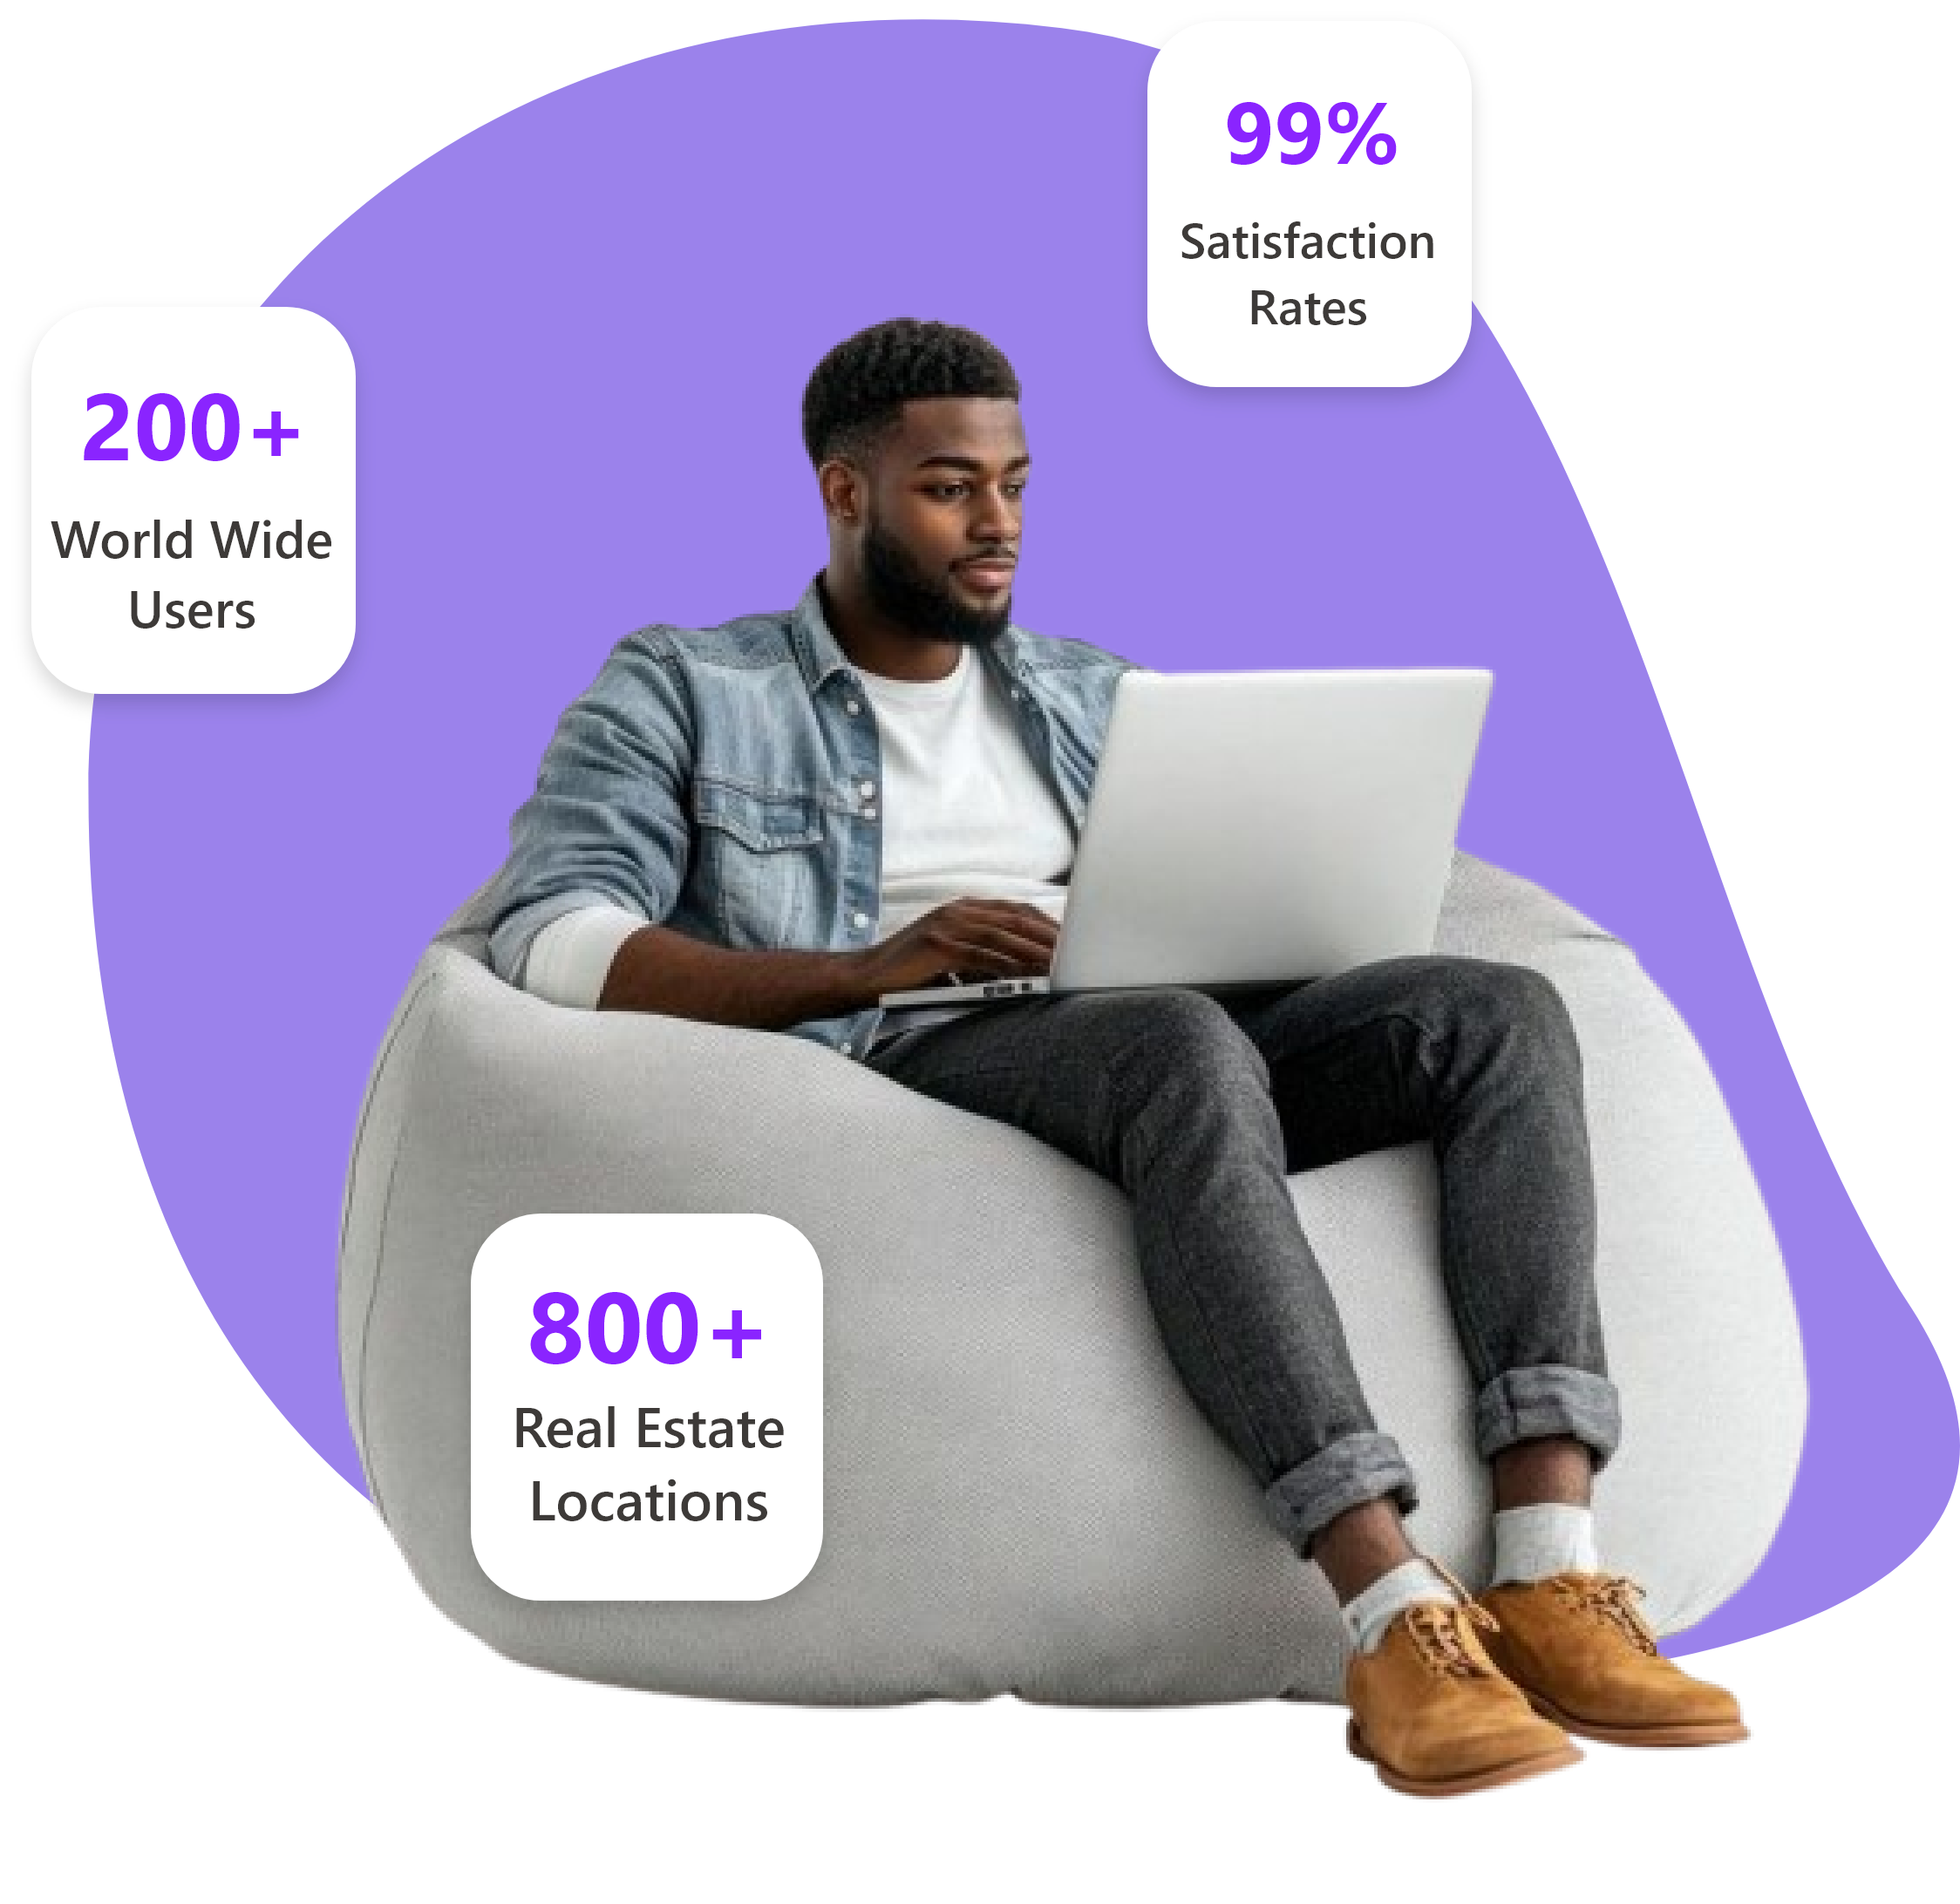 99%
Satisfaction
Rates
200+
World Wide
Users
800+
Real Estate
Locations